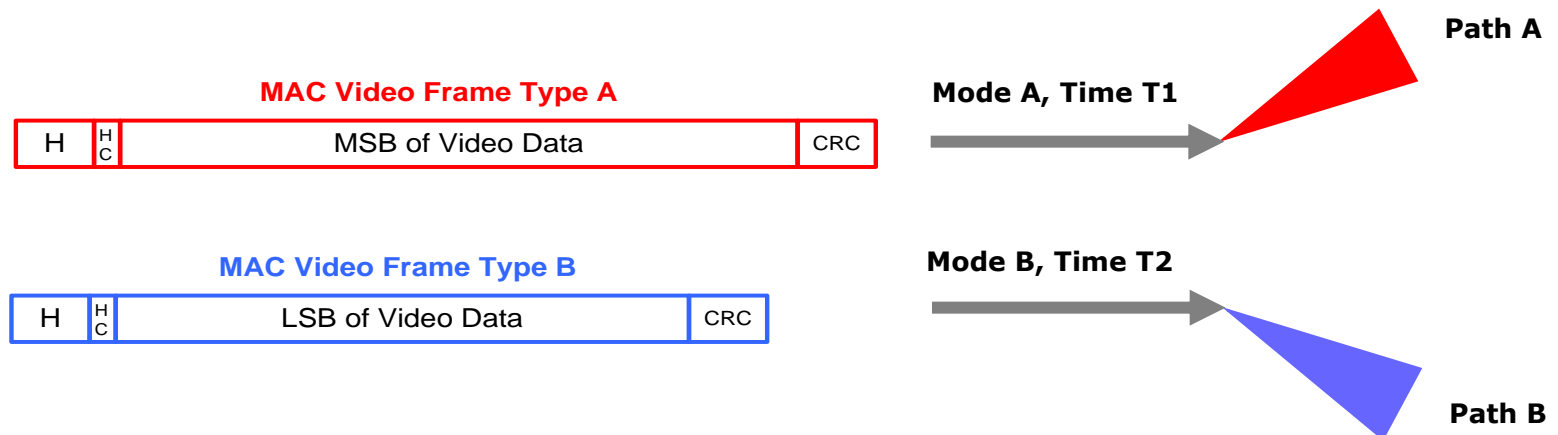 Path A
MAC Video Frame Type A
Mode A, Time T1
H
H
C
MSB of Video Data
CRC
MAC Video Frame Type B
Mode B, Time T2
H
H
C
LSB of Video Data
CRC
Path B